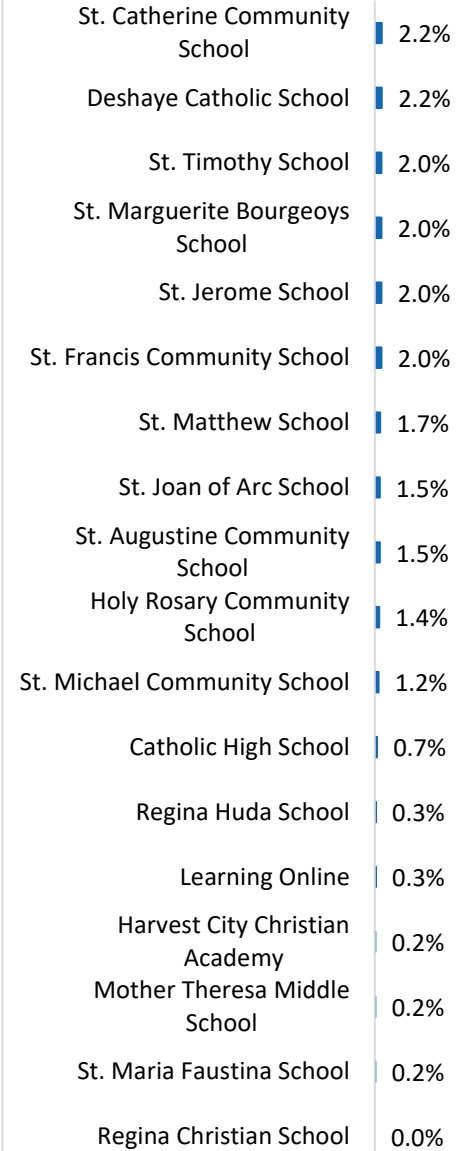 St. Catherine Community
School
2.2%
Deshaye Catholic School
2.2%
St. Timothy School
2.0%
St. Marguerite Bourgeoys
School
2.0%
St. Jerome School
2.0%
St. Francis Community School
2.0%
St. Matthew School
1.7%
St. Joan of Arc School
1.5%
St. Augustine Community
School
1.5%
Holy Rosary Community
School
1.4%
St. Michael Community School
1.2%
Catholic High School
0.7%
Regina Huda School
0.3%
Learning Online
0.3%
Harvest City Christian
Academy
0.2%
Mother Theresa Middle
School
0.2%
St. Maria Faustina School
0.2%
Regina Christian School
0.0%